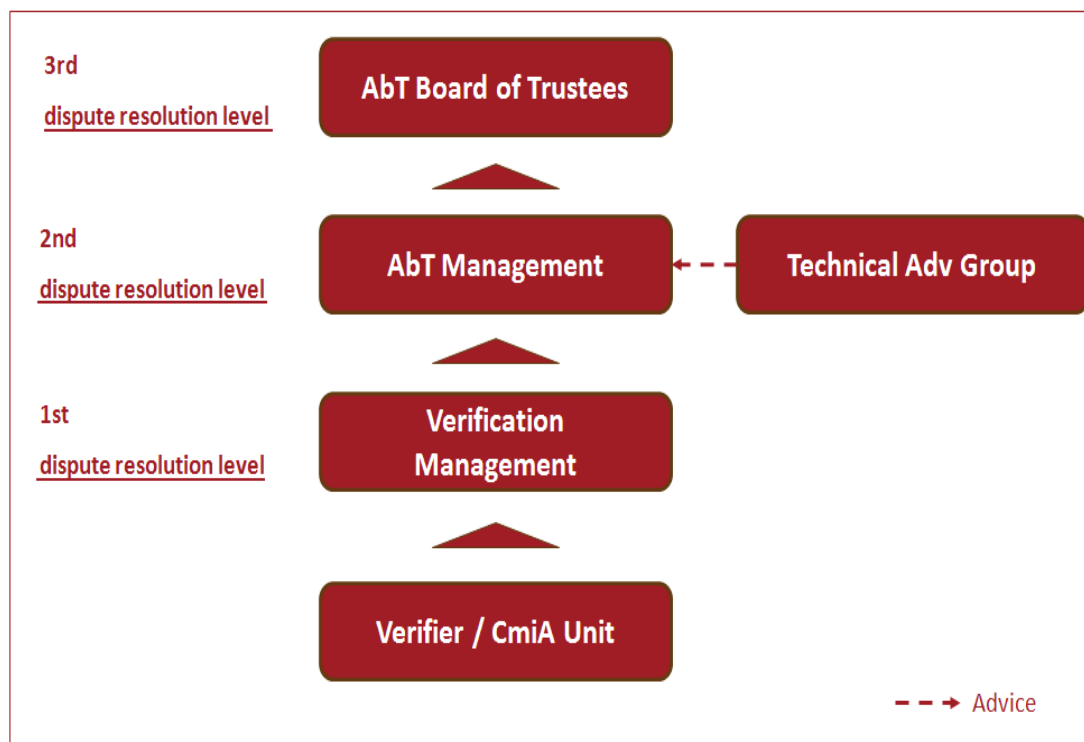 3rd
dispute resolution level
AbT Board of Trustees
2nd
dispute resolution level
AbT Management
Technical Adv Group
1st
dispute resolution level
Verification
Management
Verifier / CmiA Unit
Advice